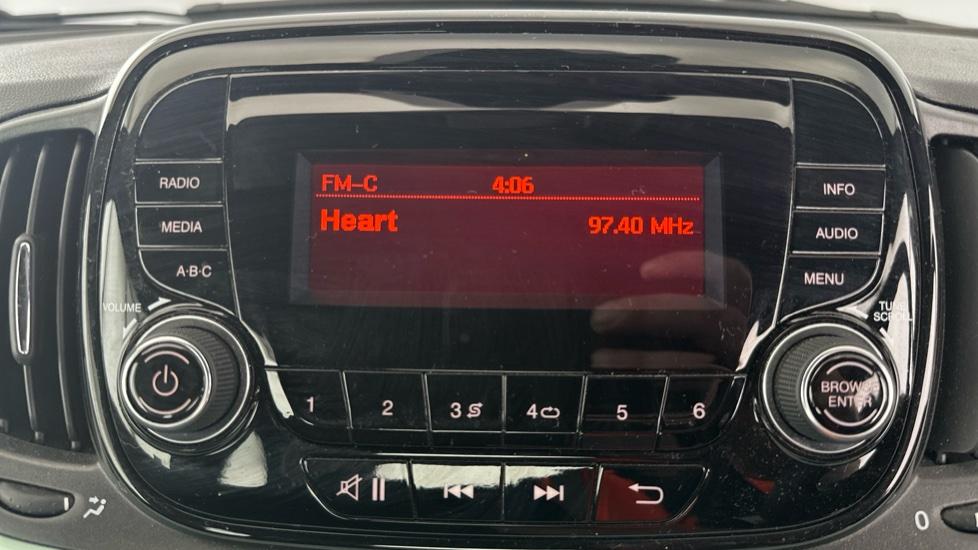 FM-C 4:06
Heart 97.40 MHz
RADIO
MEDIA
A·B·C
INFO
AUDIO
MENU
VOLUME
TUNE
SCROLL
BROWSE
ENTER
1 2 3 4 5 6
0